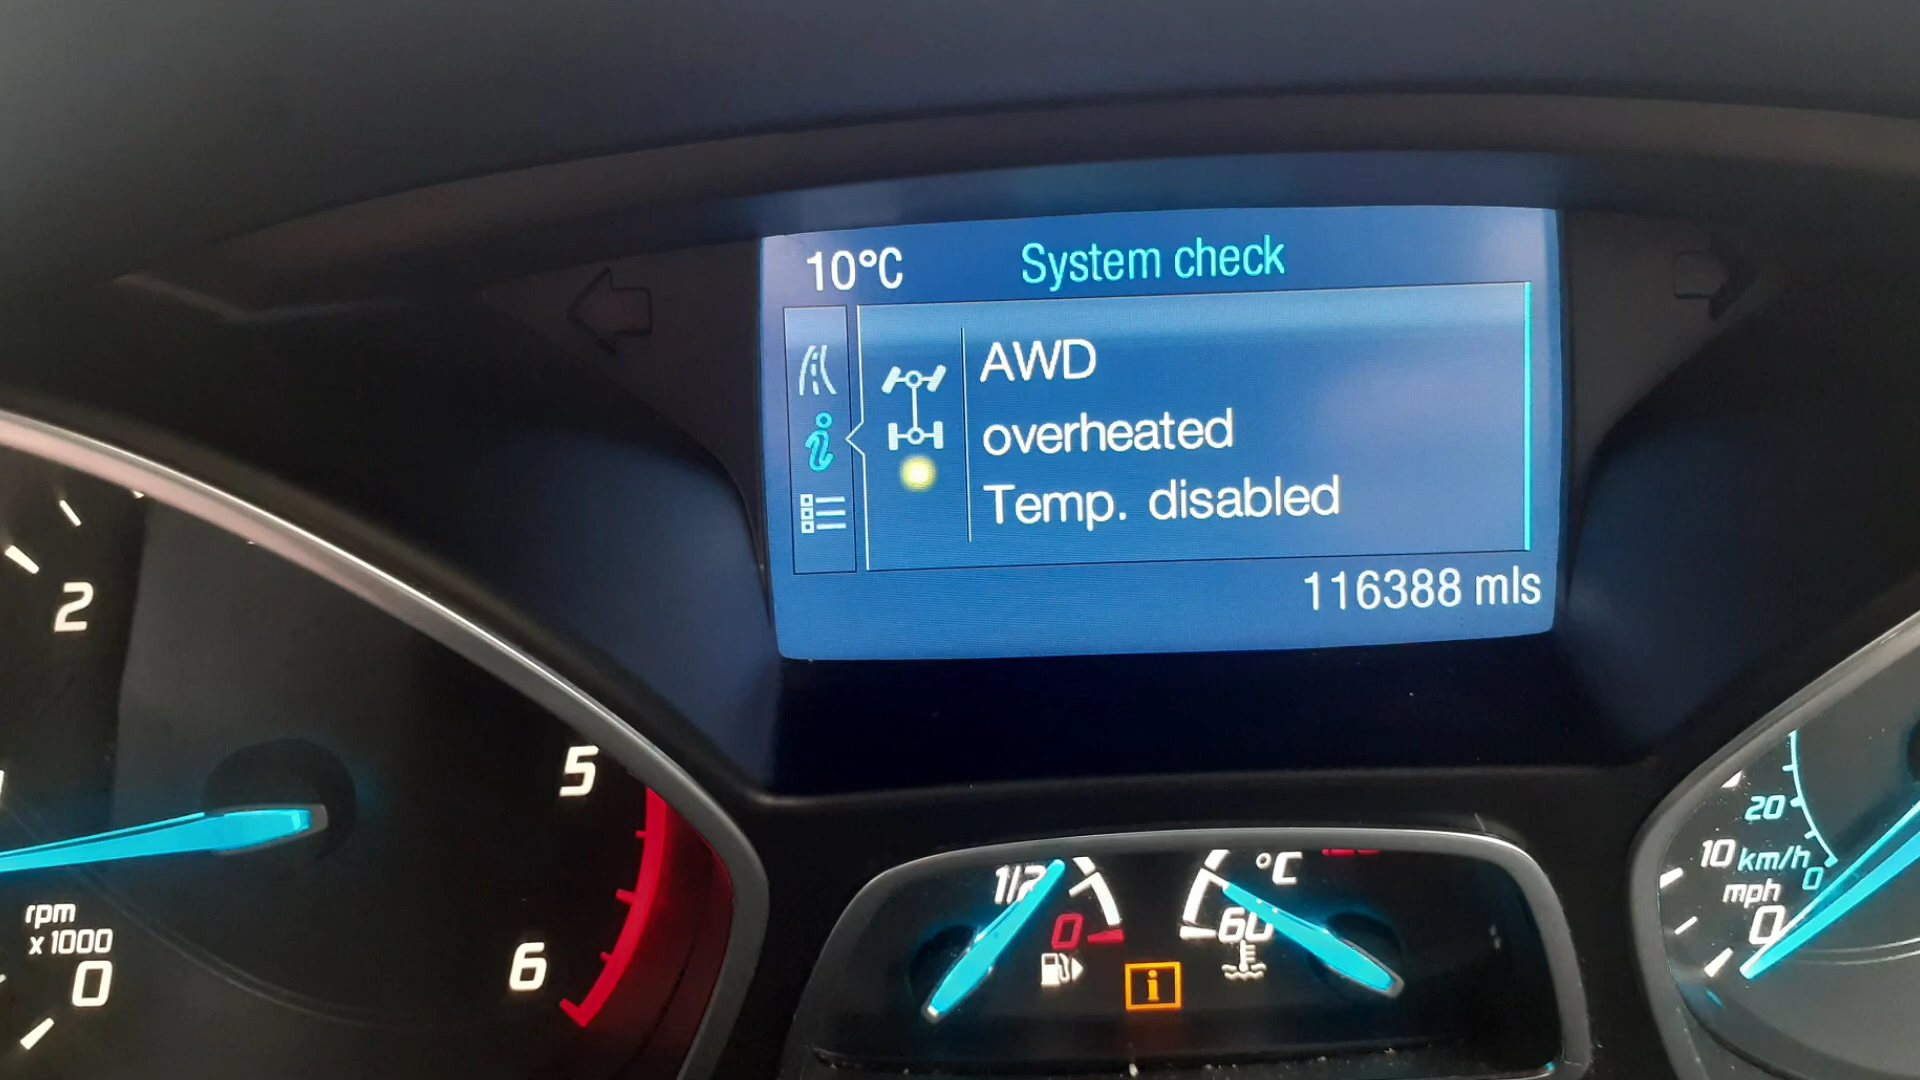 10°C System check
AWD
overheated
Temp. disabled
116388 mls
2
5
6
rpm
x 1000
0
1/2
0
°C
60
i
20
10 km/h
0
mph
0